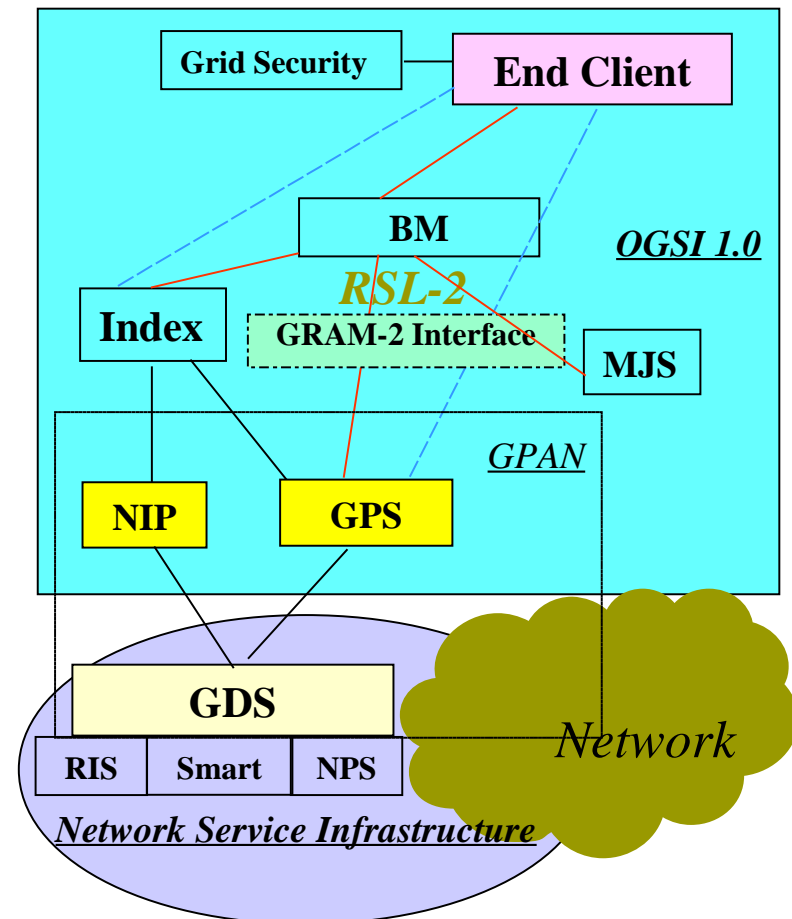 Grid Security
End Client
BM
OGSI 1.0
RSL-2
Index
GRAM-2 Interface
MJS
GPAN
NIP
GPS
GDS
Network
RIS
Smart
NPS
Network Service Infrastructure